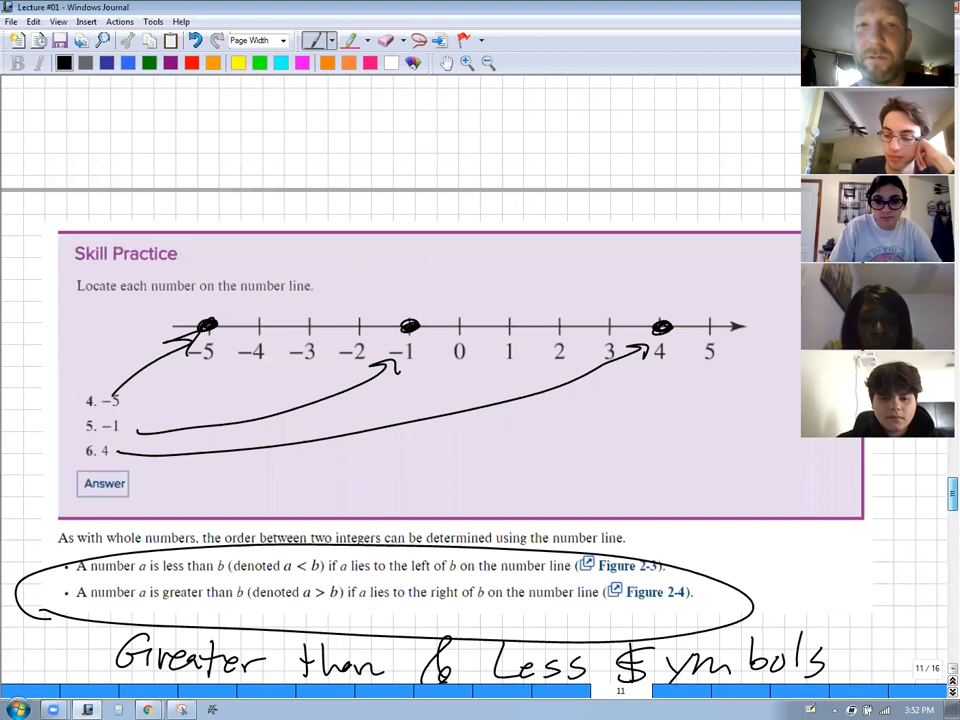 Lecture #01 - Windows Journal
File Edit View Insert Actions Tools Help
Page Width
B I
Skill Practice
Locate each number on the number line.
−5 −4 −3 −2 −1 0 1 2 3 4 5
4. −5
5. −1
6. 4
Answer
As with whole numbers, the order between two integers can be determined using the number line.
• A number a is less than b (denoted a < b) if a lies to the left of b on the number line (Figure 2-3).
• A number a is greater than b (denoted a > b) if a lies to the right of b on the number line (Figure 2-4).
Greater than & Less Symbols
11 / 16
11
3:52 PM